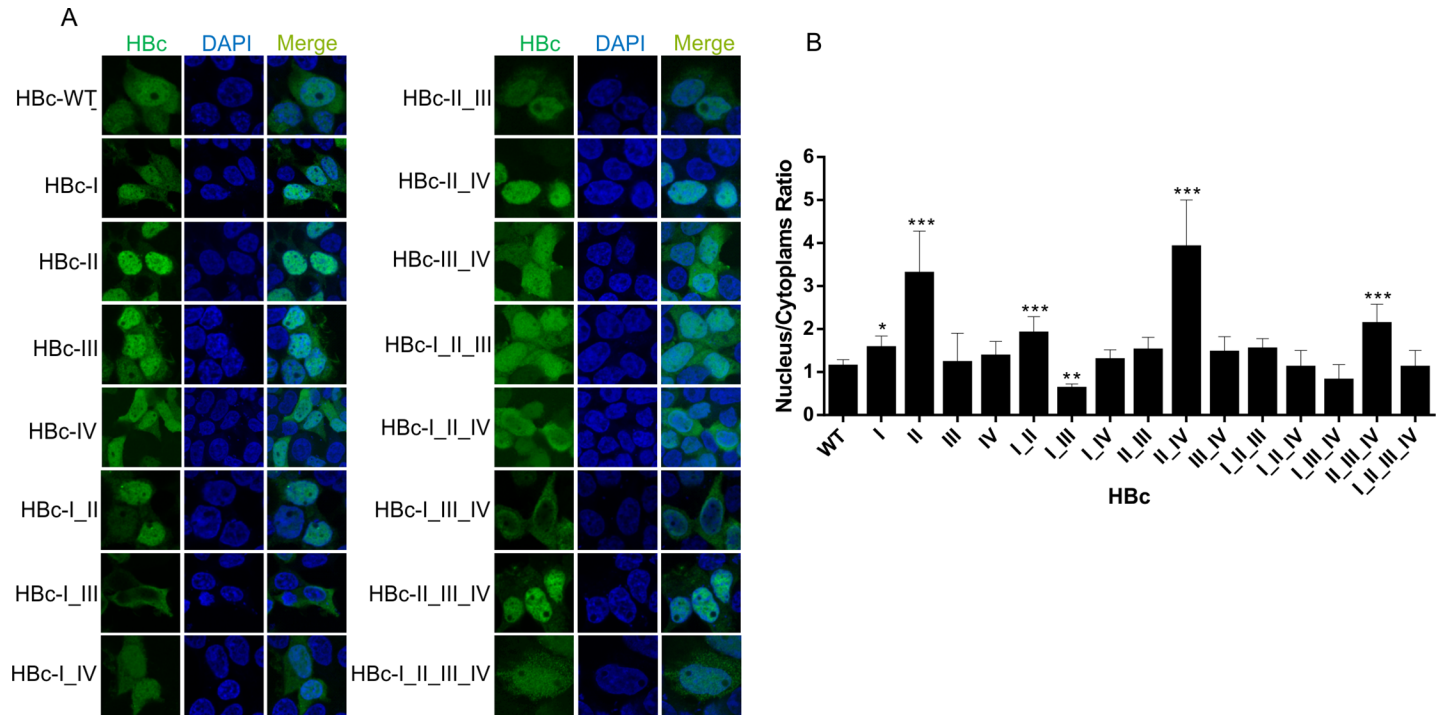 A
HBc DAPI Merge
HBc-WT
HBc-I
HBc-II
HBc-III
HBc-IV
HBc-I_II
HBc-I_III
HBc-I_IV
HBc DAPI Merge
HBc-II_III
HBc-II_IV
HBc-III_IV
HBc-I_II_III
HBc-I_II_IV
HBc-I_III_IV
HBc-II_III_IV
HBc-I_II_III_IV
B
Nucleus/Cytoplams Ratio
6
5
4
3
2
1
0
*
***
***
**
***
***
WT
I
II
III
IV
I_II
I_III
I_IV
II_III
II_IV
III_IV
I_II_III
I_II_IV
I_III_IV
II_III_IV
I_II_III_IV
HBc